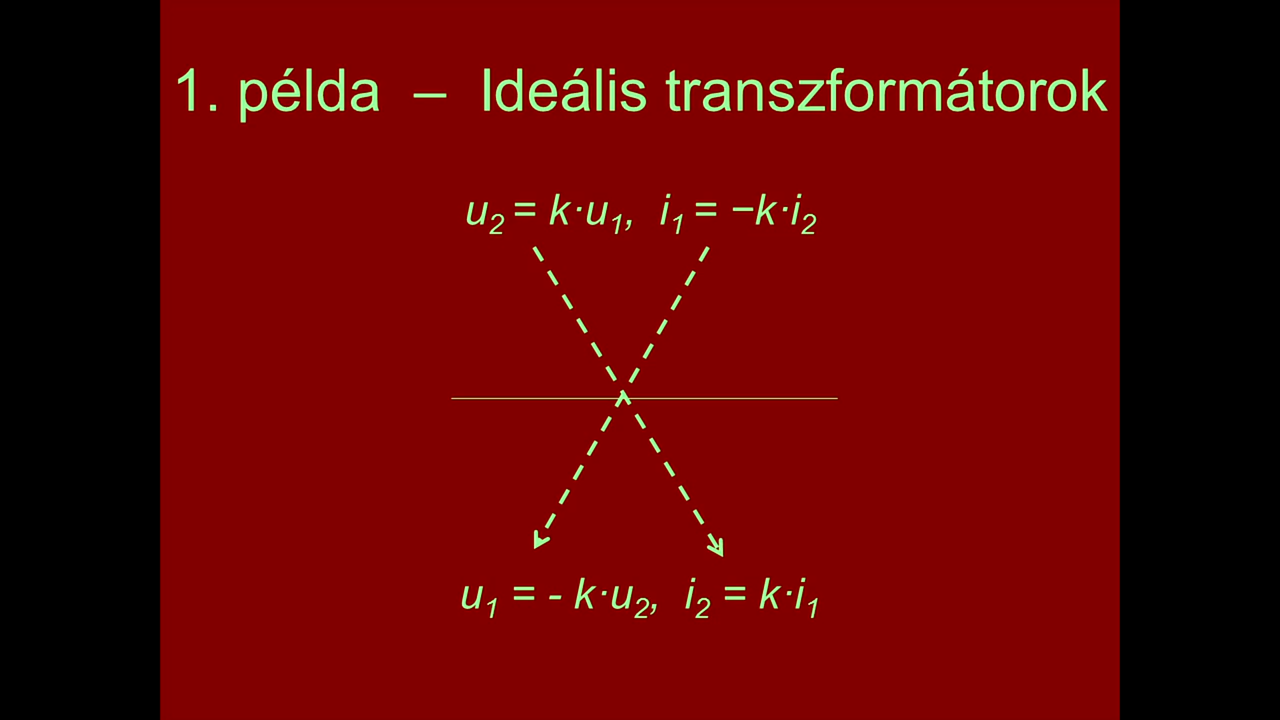 1. példa – Ideális transzformátorok
u₂ = k·u₁, i₁ = −k·i₂
u₁ = - k·u₂, i₂ = k·i₁